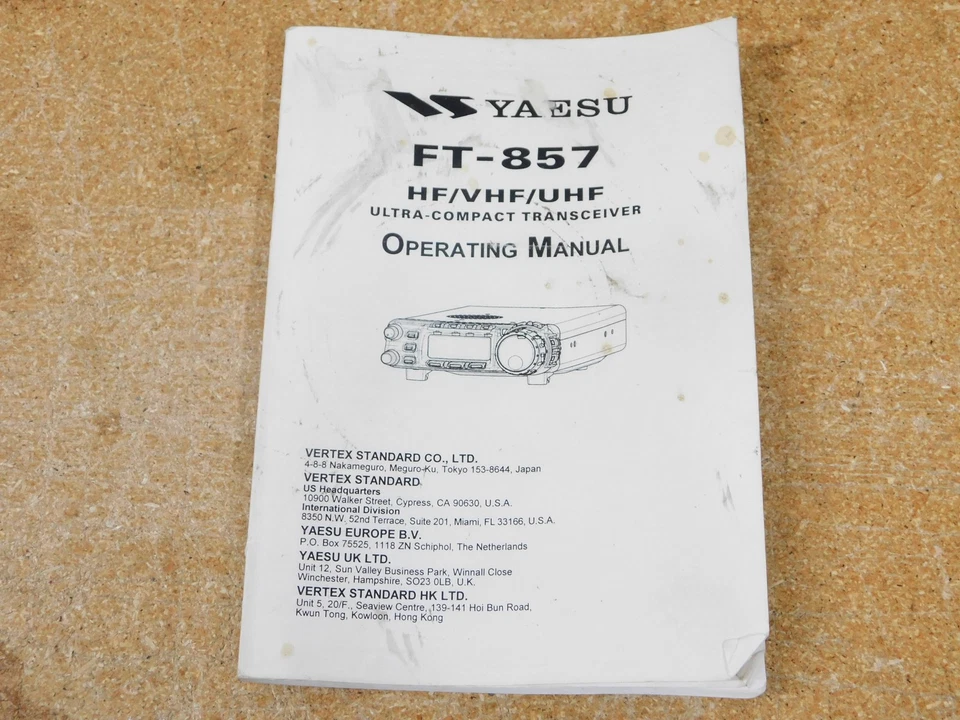 YAESU
FT-857
HF/VHF/UHF
ULTRA-COMPACT TRANSCEIVER
OPERATING MANUAL
VERTEX STANDARD CO., LTD.
4-8-8 Nakameguro, Meguro-Ku, Tokyo 153-8644, Japan
VERTEX STANDARD
US Headquarters
10900 Walker Street, Cypress, CA 90630, U.S.A.
International Division
8350 N.W. 52nd Terrace, Suite 201, Miami, FL 33166, U.S.A.
YAESU EUROPE B.V.
P.O. Box 75525, 1118 ZN Schiphol, The Netherlands
YAESU UK LTD.
Unit 12, Sun Valley Business Park, Winnall Close
Winchester, Hampshire, SO23 0LB, U.K.
VERTEX STANDARD HK LTD.
Unit 5, 20/F., Seaview Centre, 139-141 Hoi Bun Road,
Kwun Tong, Kowloon, Hong Kong